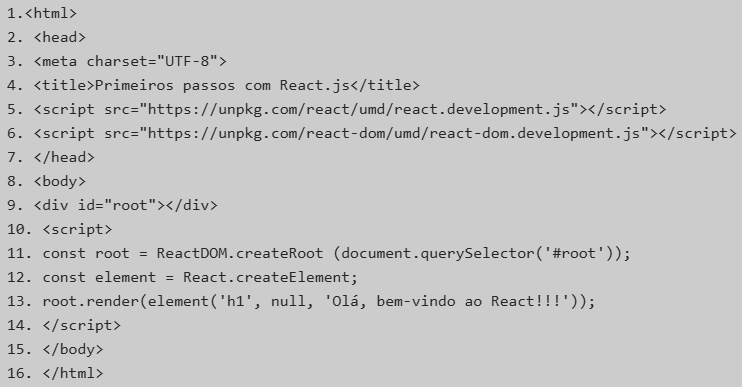 1.<html>
2. <head>
3. <meta charset="UTF-8">
4. <title>Primeiros passos com React.js</title>
5. <script src="https://unpkg.com/react/umd/react.development.js"></script>
6. <script src="https://unpkg.com/react-dom/umd/react-dom.development.js"></script>
7. </head>
8. <body>
9. <div id="root"></div>
10. <script>
11. const root = ReactDOM.createRoot (document.querySelector('#root'));
12. const element = React.createElement;
13. root.render(element('h1', null, 'Olá, bem-vindo ao React!!!'));
14. </script>
15. </body>
16. </html>